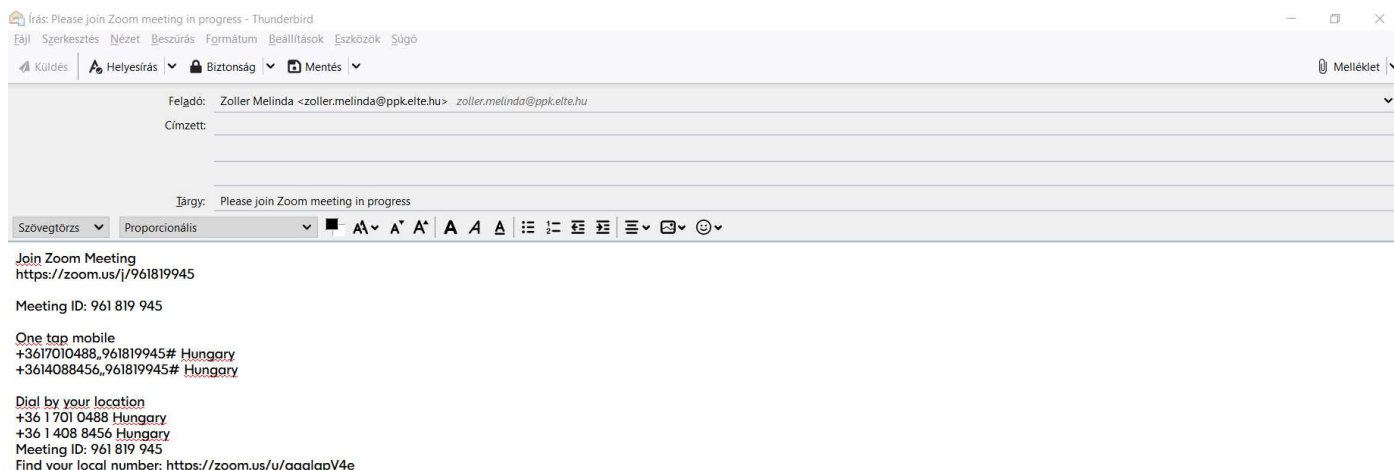 Írás: Please join Zoom meeting in progress - Thunderbird
Fájl Szerkesztés Nézet Beszúrás Formátum Beállítások Eszközök Súgó
Küldés Helyesírás Biztonság Mentés Melléklet
Feladó: Zoller Melinda <zoller.melinda@ppk.elte.hu> zoller.melinda@ppk.elte.hu
Címzett:
Tárgy: Please join Zoom meeting in progress
Szövegtörzs Proporcionális
Join Zoom Meeting
https://zoom.us/j/961819945
Meeting ID: 961 819 945
One tap mobile
+3617010488,,961819945# Hungary
+3614088456,,961819945# Hungary
Dial by your location
+36 1 701 0488 Hungary
+36 1 408 8456 Hungary
Meeting ID: 961 819 945
Find your local number: